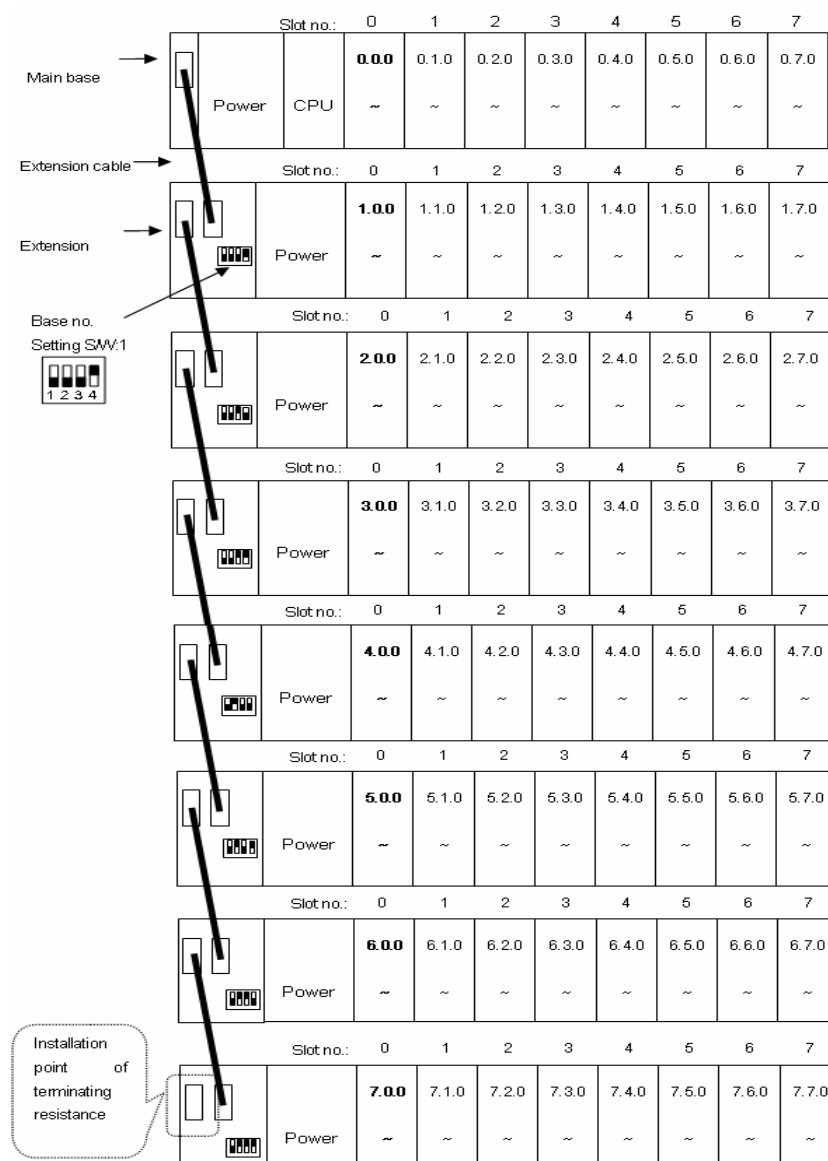 Slot no.: 0 1 2 3 4 5 6 7
Main base
0.0.0 0.1.0 0.2.0 0.3.0 0.4.0 0.5.0 0.6.0 0.7.0
Power CPU ~ ~ ~ ~ ~ ~ ~ ~
Extension cable
Slot no.: 0 1 2 3 4 5 6 7
1.0.0 1.1.0 1.2.0 1.3.0 1.4.0 1.5.0 1.6.0 1.7.0
Extension
Power ~ ~ ~ ~ ~ ~ ~ ~
Base no.
Setting S/W:1
1 2 3 4
Slot no.: 0 1 2 3 4 5 6 7
2.0.0 2.1.0 2.2.0 2.3.0 2.4.0 2.5.0 2.6.0 2.7.0
Power ~ ~ ~ ~ ~ ~ ~ ~
Slot no.: 0 1 2 3 4 5 6 7
3.0.0 3.1.0 3.2.0 3.3.0 3.4.0 3.5.0 3.6.0 3.7.0
Power ~ ~ ~ ~ ~ ~ ~ ~
Slot no.: 0 1 2 3 4 5 6 7
4.0.0 4.1.0 4.2.0 4.3.0 4.4.0 4.5.0 4.6.0 4.7.0
Power ~ ~ ~ ~ ~ ~ ~ ~
Slot no.: 0 1 2 3 4 5 6 7
5.0.0 5.1.0 5.2.0 5.3.0 5.4.0 5.5.0 5.6.0 5.7.0
Power ~ ~ ~ ~ ~ ~ ~ ~
Slot no.: 0 1 2 3 4 5 6 7
6.0.0 6.1.0 6.2.0 6.3.0 6.4.0 6.5.0 6.6.0 6.7.0
Power ~ ~ ~ ~ ~ ~ ~ ~
Installation
point of
terminating
resistance
Slot no.: 0 1 2 3 4 5 6 7
7.0.0 7.1.0 7.2.0 7.3.0 7.4.0 7.5.0 7.6.0 7.7.0
Power ~ ~ ~ ~ ~ ~ ~ ~